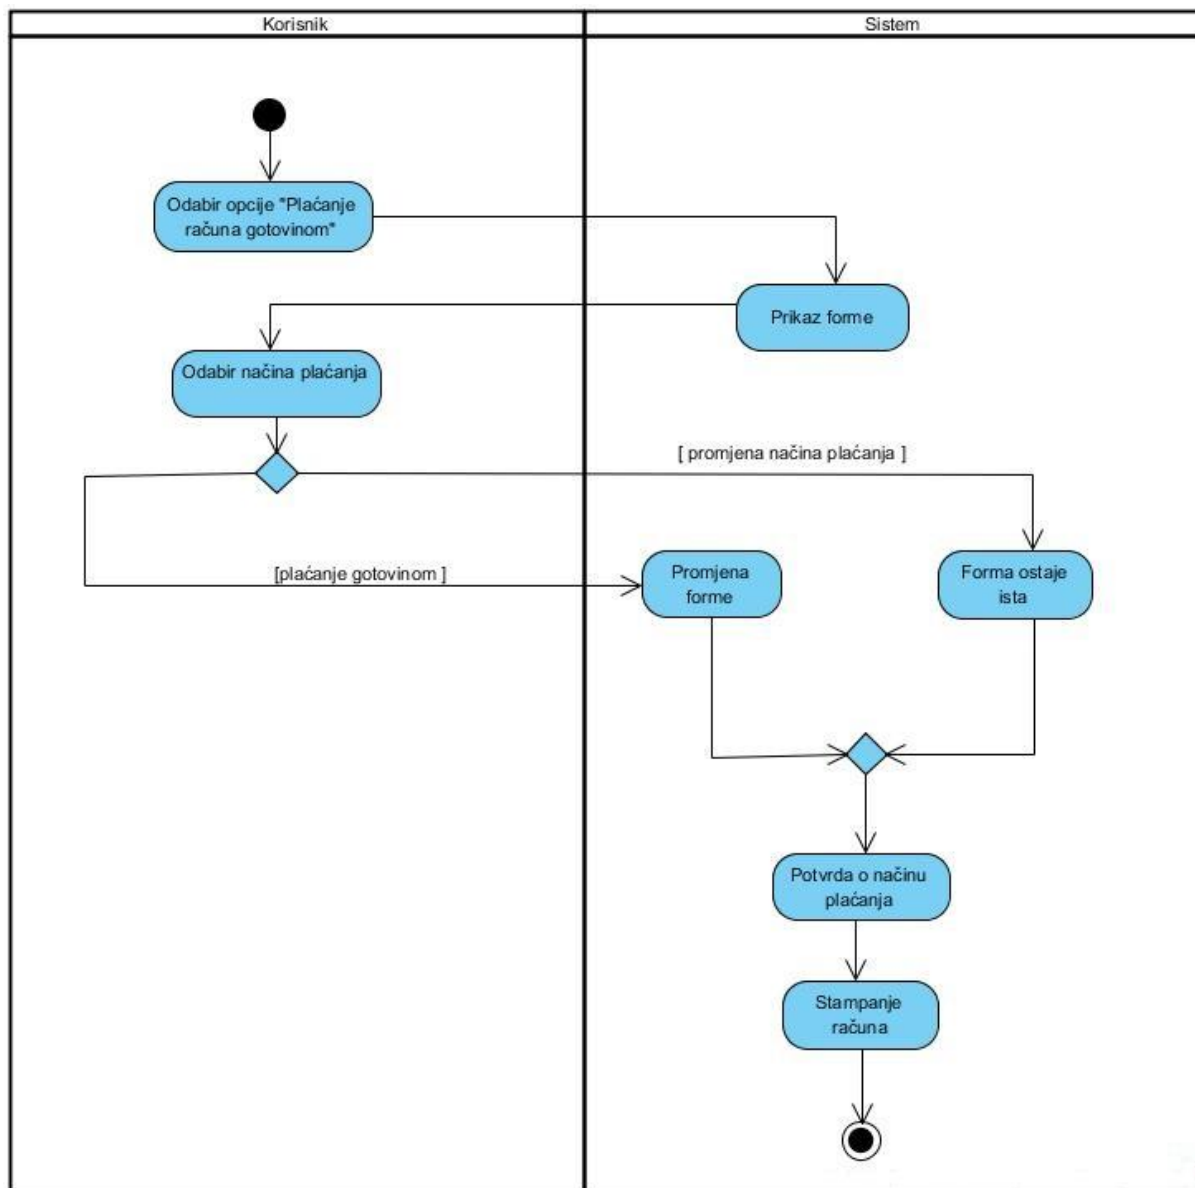 Korisnik
Sistem
Odabir opcije "Plaćanje
računa gotovinom"
Prikaz forme
Odabir načina plaćanja
[ promjena načina plaćanja ]
[plaćanje gotovinom ]
Promjena
forme
Forma ostaje
ista
Potvrda o načinu
plaćanja
Stampanje
računa